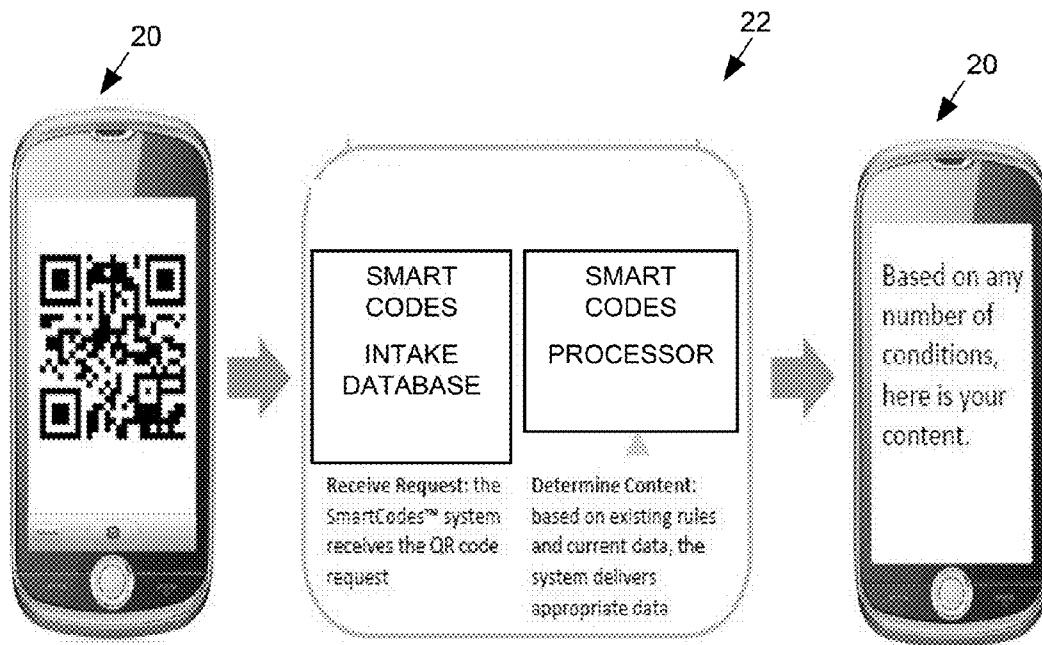 20
22
20
SMART
CODES
INTAKE
DATABASE
SMART
CODES
PROCESSOR
Receive Request: the
SmartCodes™ system
receives the QR code
request
Determine Content:
based on existing rules
and current data, the
system delivers
appropriate data
Based on any
number of
conditions,
here is your
content.